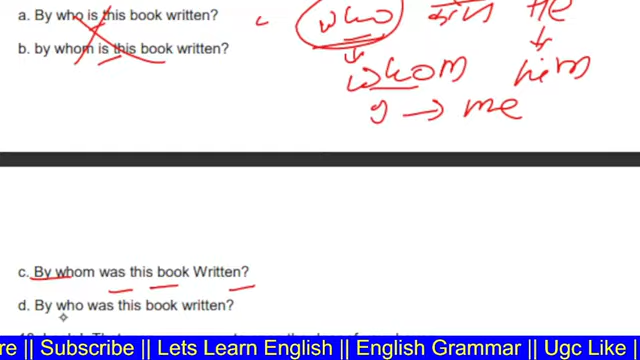 a. By who is this book written? who He
b. by whom is this book written?
whom him
I → me
c. By whom was this book Written?
d. By who was this book written?
re || Subscribe || Lets Learn English || English Grammar || Ugc Like